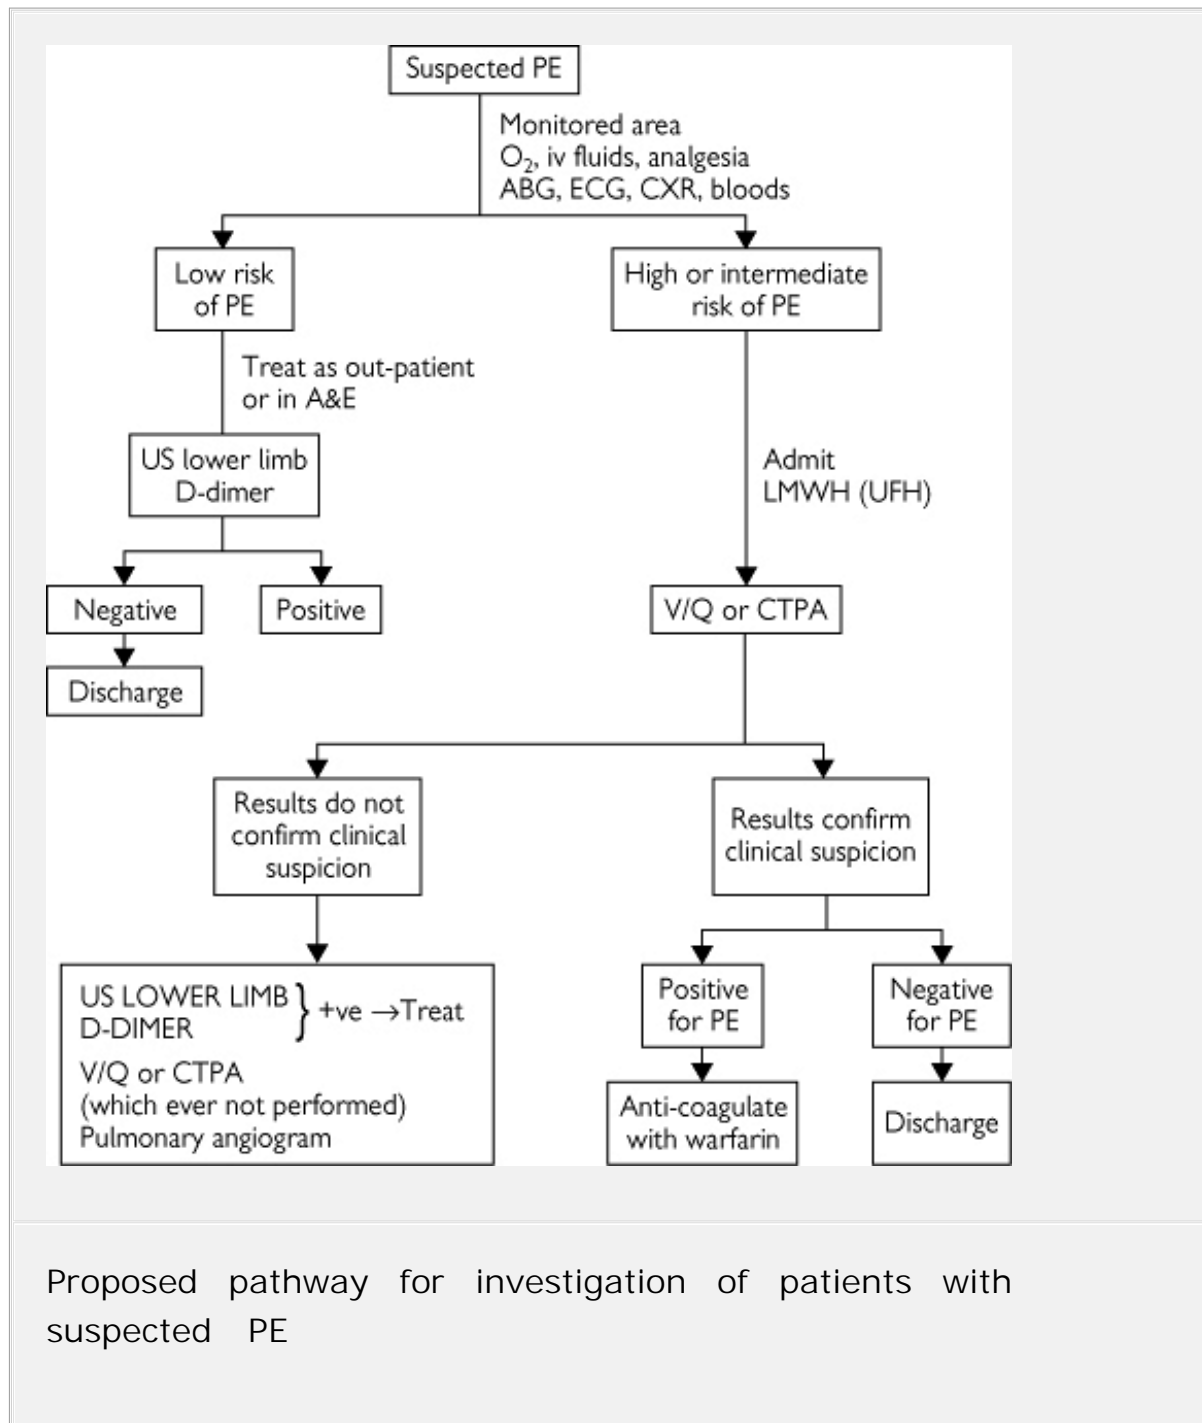 Suspected PE
Monitored area
O₂, iv fluids, analgesia
ABG, ECG, CXR, bloods
Low risk
of PE
High or intermediate
risk of PE
Treat as out-patient
or in A&E
US lower limb
D-dimer
Admit
LMWH (UFH)
Negative
Positive
V/Q or CTPA
Discharge
Results do not
confirm clinical
suspicion
Results confirm
clinical suspicion
US LOWER LIMB
D-DIMER
} +ve →Treat
V/Q or CTPA
(which ever not performed)
Pulmonary angiogram
Positive
for PE
Negative
for PE
Anti-coagulate
with warfarin
Discharge
Proposed pathway for investigation of patients with
suspected PE